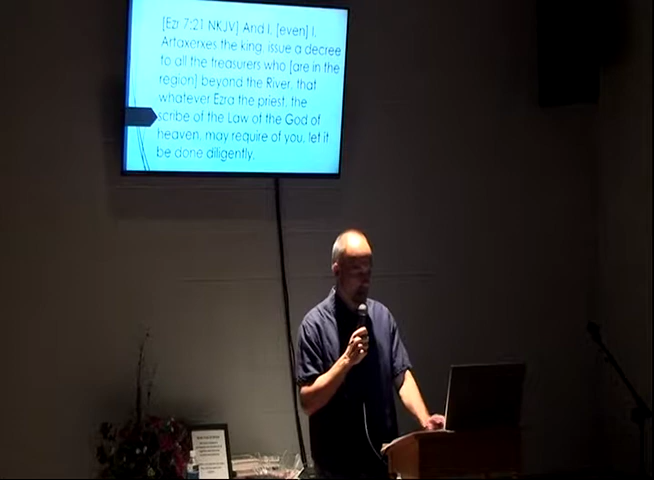 [Ezr 7:21 NKJV] And I, [even] I,
Artaxerxes the king, issue a decree
to all the treasurers who [are in the
region] beyond the River, that
whatever Ezra the priest, the
scribe of the Law of the God of
heaven, may require of you, let it
be done diligently,